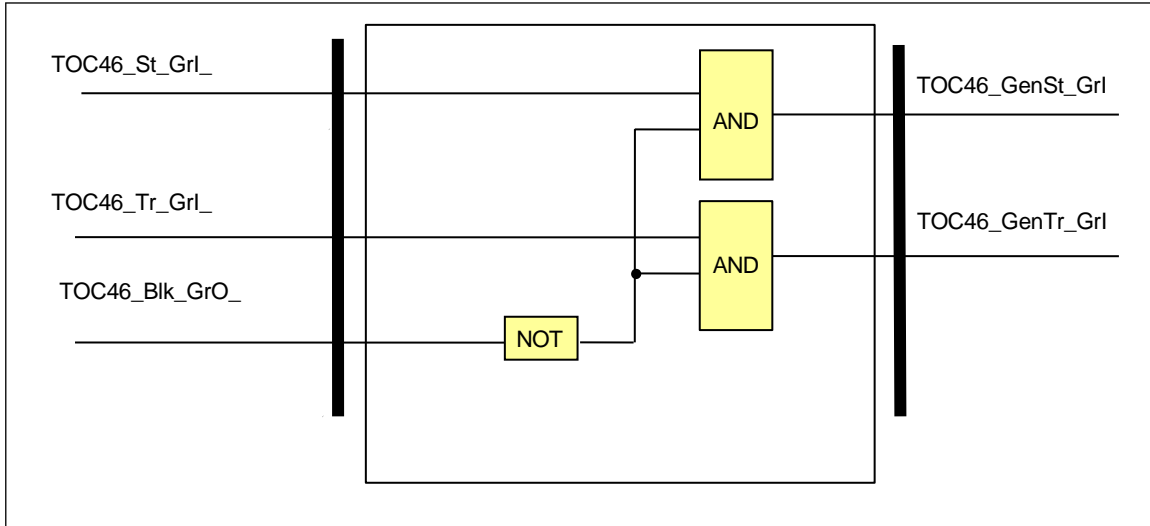 TOC46_St_GrI_
TOC46_GenSt_GrI
AND
TOC46_Tr_GrI_
TOC46_GenTr_GrI
AND
TOC46_Blk_GrO_
NOT